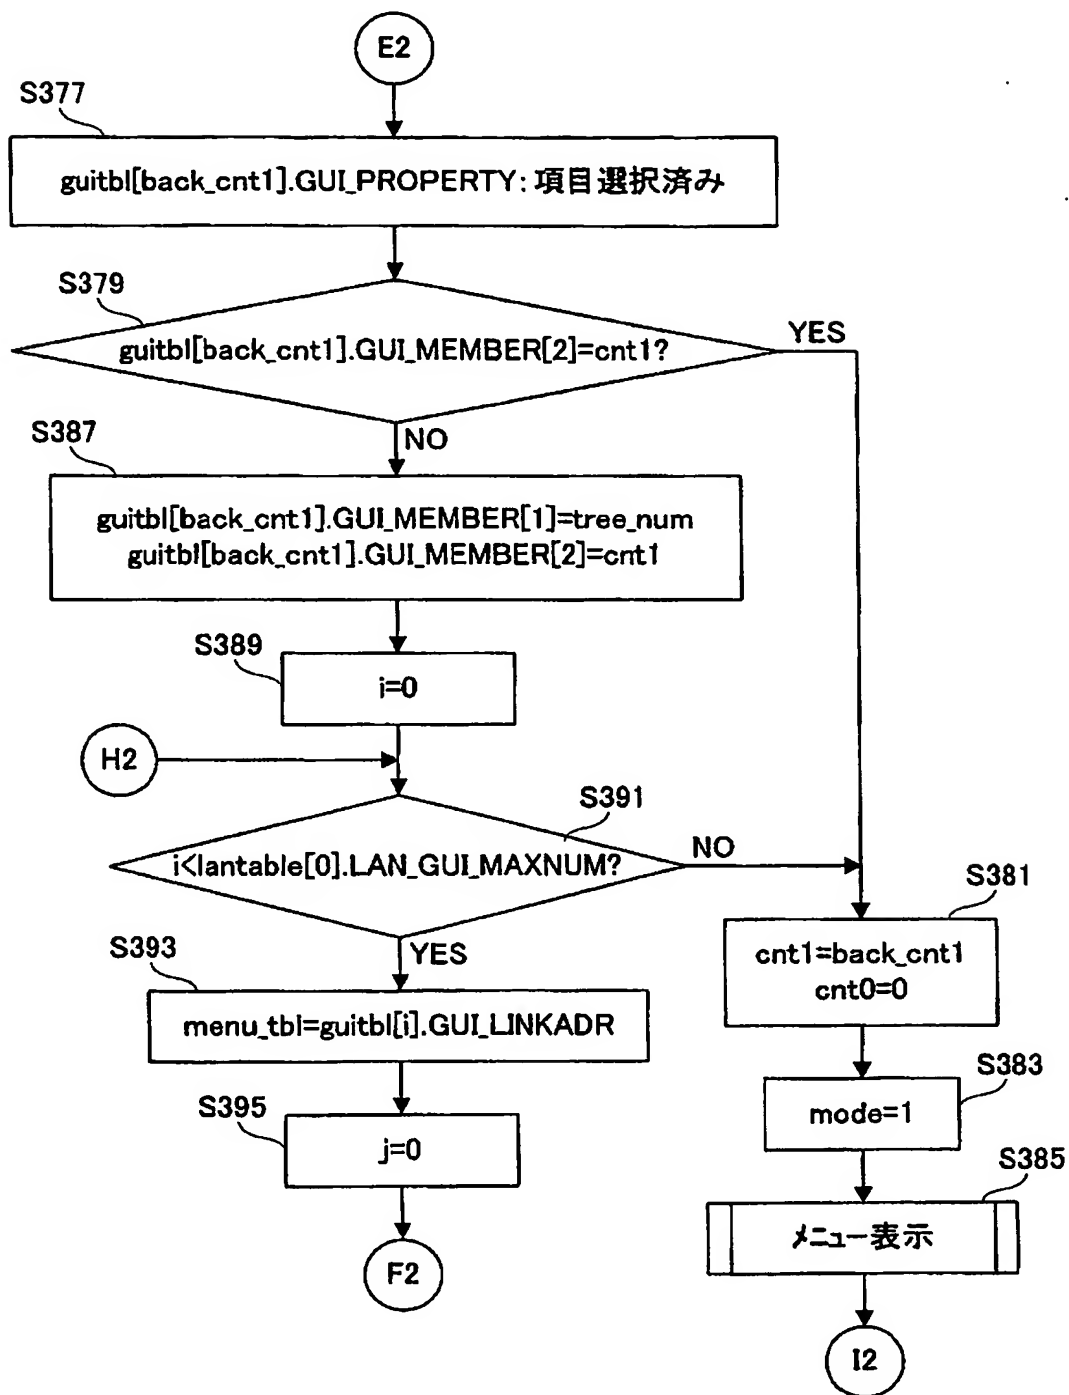 E2
S377
guitbl[back_cnt1].GUI_PROPERTY:項目選択済み
S379
guitbl[back_cnt1].GUI_MEMBER[2]=cnt1?
YES
NO
S387
guitbl[back_cnt1].GUI_MEMBER[1]=tree_num
guitbl[back_cnt1].GUI_MEMBER[2]=cnt1
S389
i=0
H2
S391
i<lantable[0].LAN_GUI_MAXNUM?
NO
YES
S381
cnt1=back_cnt1
cnt0=0
S393
menu_tbl=guitbl[i].GUI_LINKADR
S383
mode=1
S395
j=0
S385
メニュー表示
F2
I2